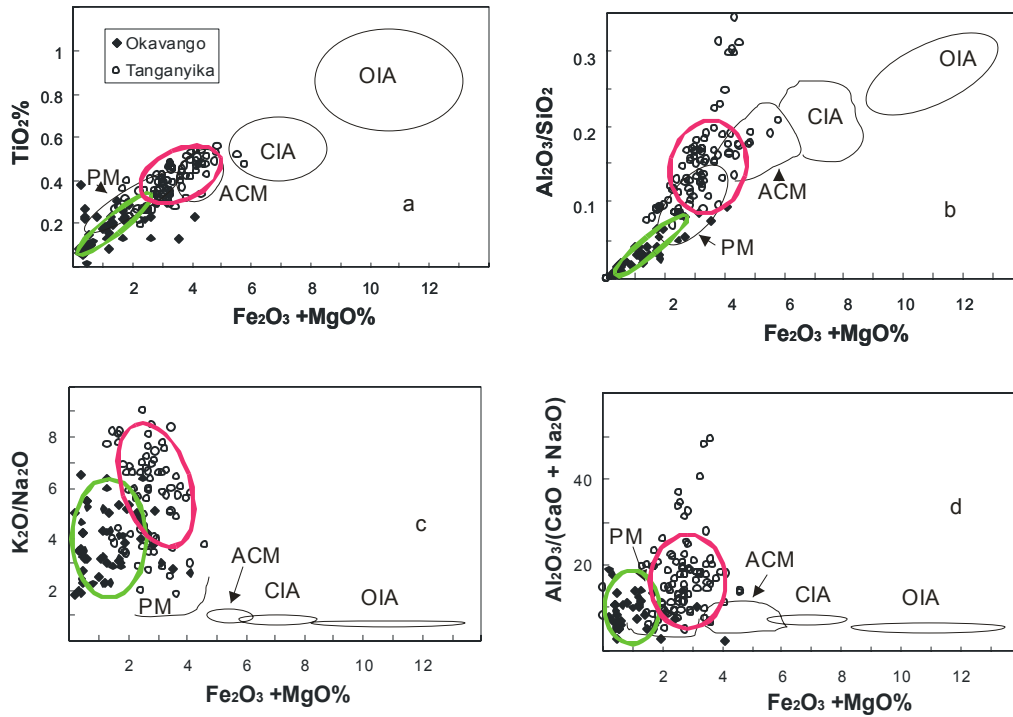 1
0.8
0.6
0.4
0.2
TiO₂%
Okavango
Tanganyika
OIA
CIA
PM
ACM
a
2 4 6 8 10 12
Fe₂O₃ +MgO%
0.3
0.2
0.1
Al₂O₃/SiO₂
OIA
CIA
ACM
PM
b
2 4 6 8 10 12
Fe₂O₃ +MgO%
8
6
4
2
K₂O/Na₂O
c
ACM
PM
CIA
OIA
2 4 6 8 10 12
Fe₂O₃ +MgO%
40
20
Al₂O₃/(CaO + Na₂O)
d
PM
ACM
CIA
OIA
2 4 6 8 10 12
Fe₂O₃ +MgO%